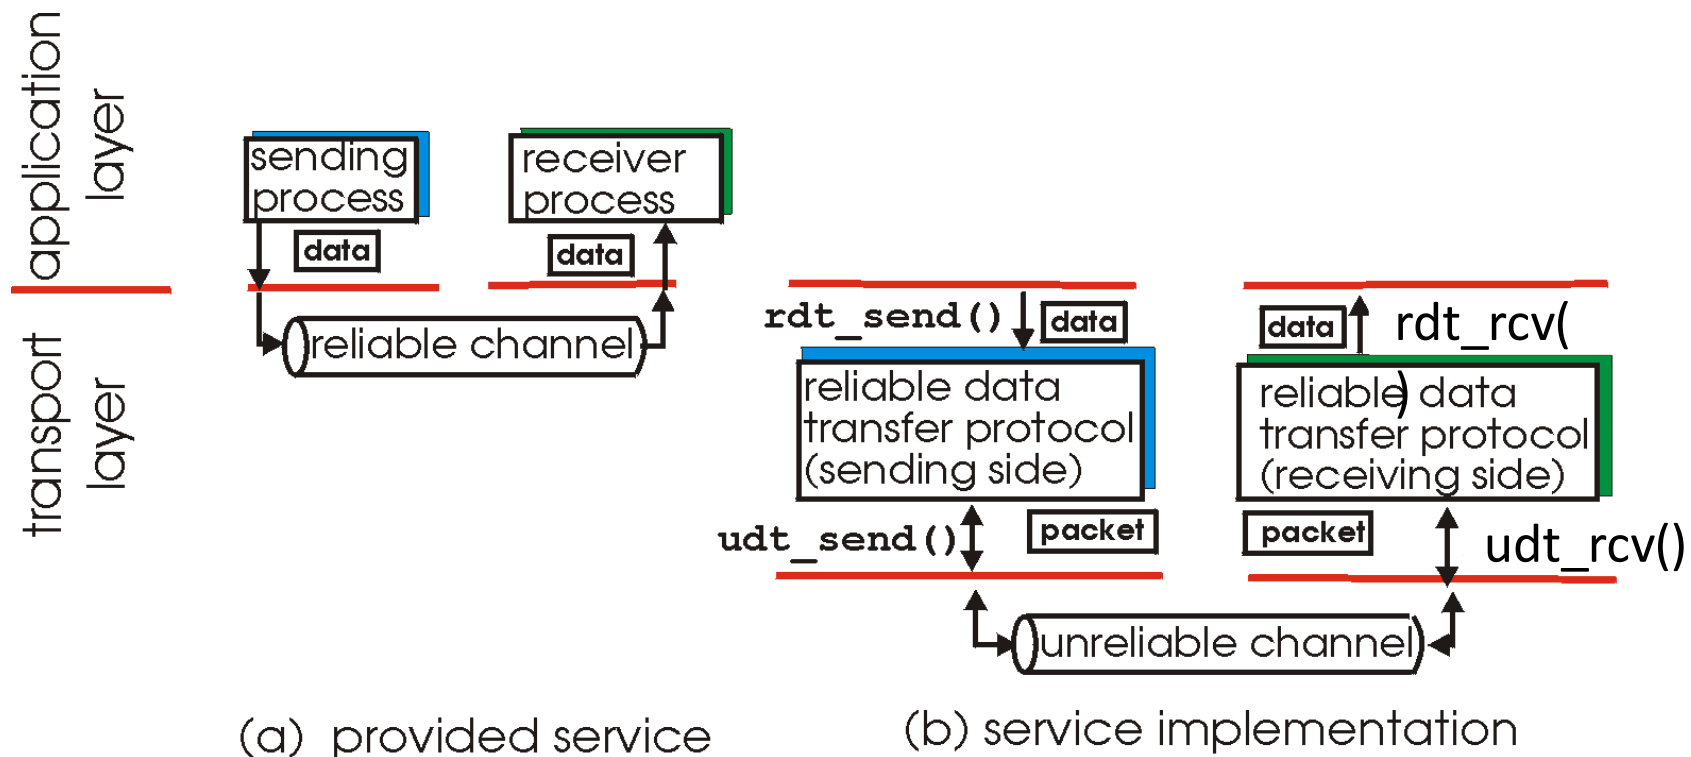 application
layer
transport
layer
sending
process
data
receiver
process
data
reliable channel
(a) provided service
rdt_send()
data
reliable data
transfer protocol
(sending side)
udt_send()
packet
data
rdt_rcv(
)
reliable data
transfer protocol
(receiving side)
packet
udt_rcv()
unreliable channel
(b) service implementation